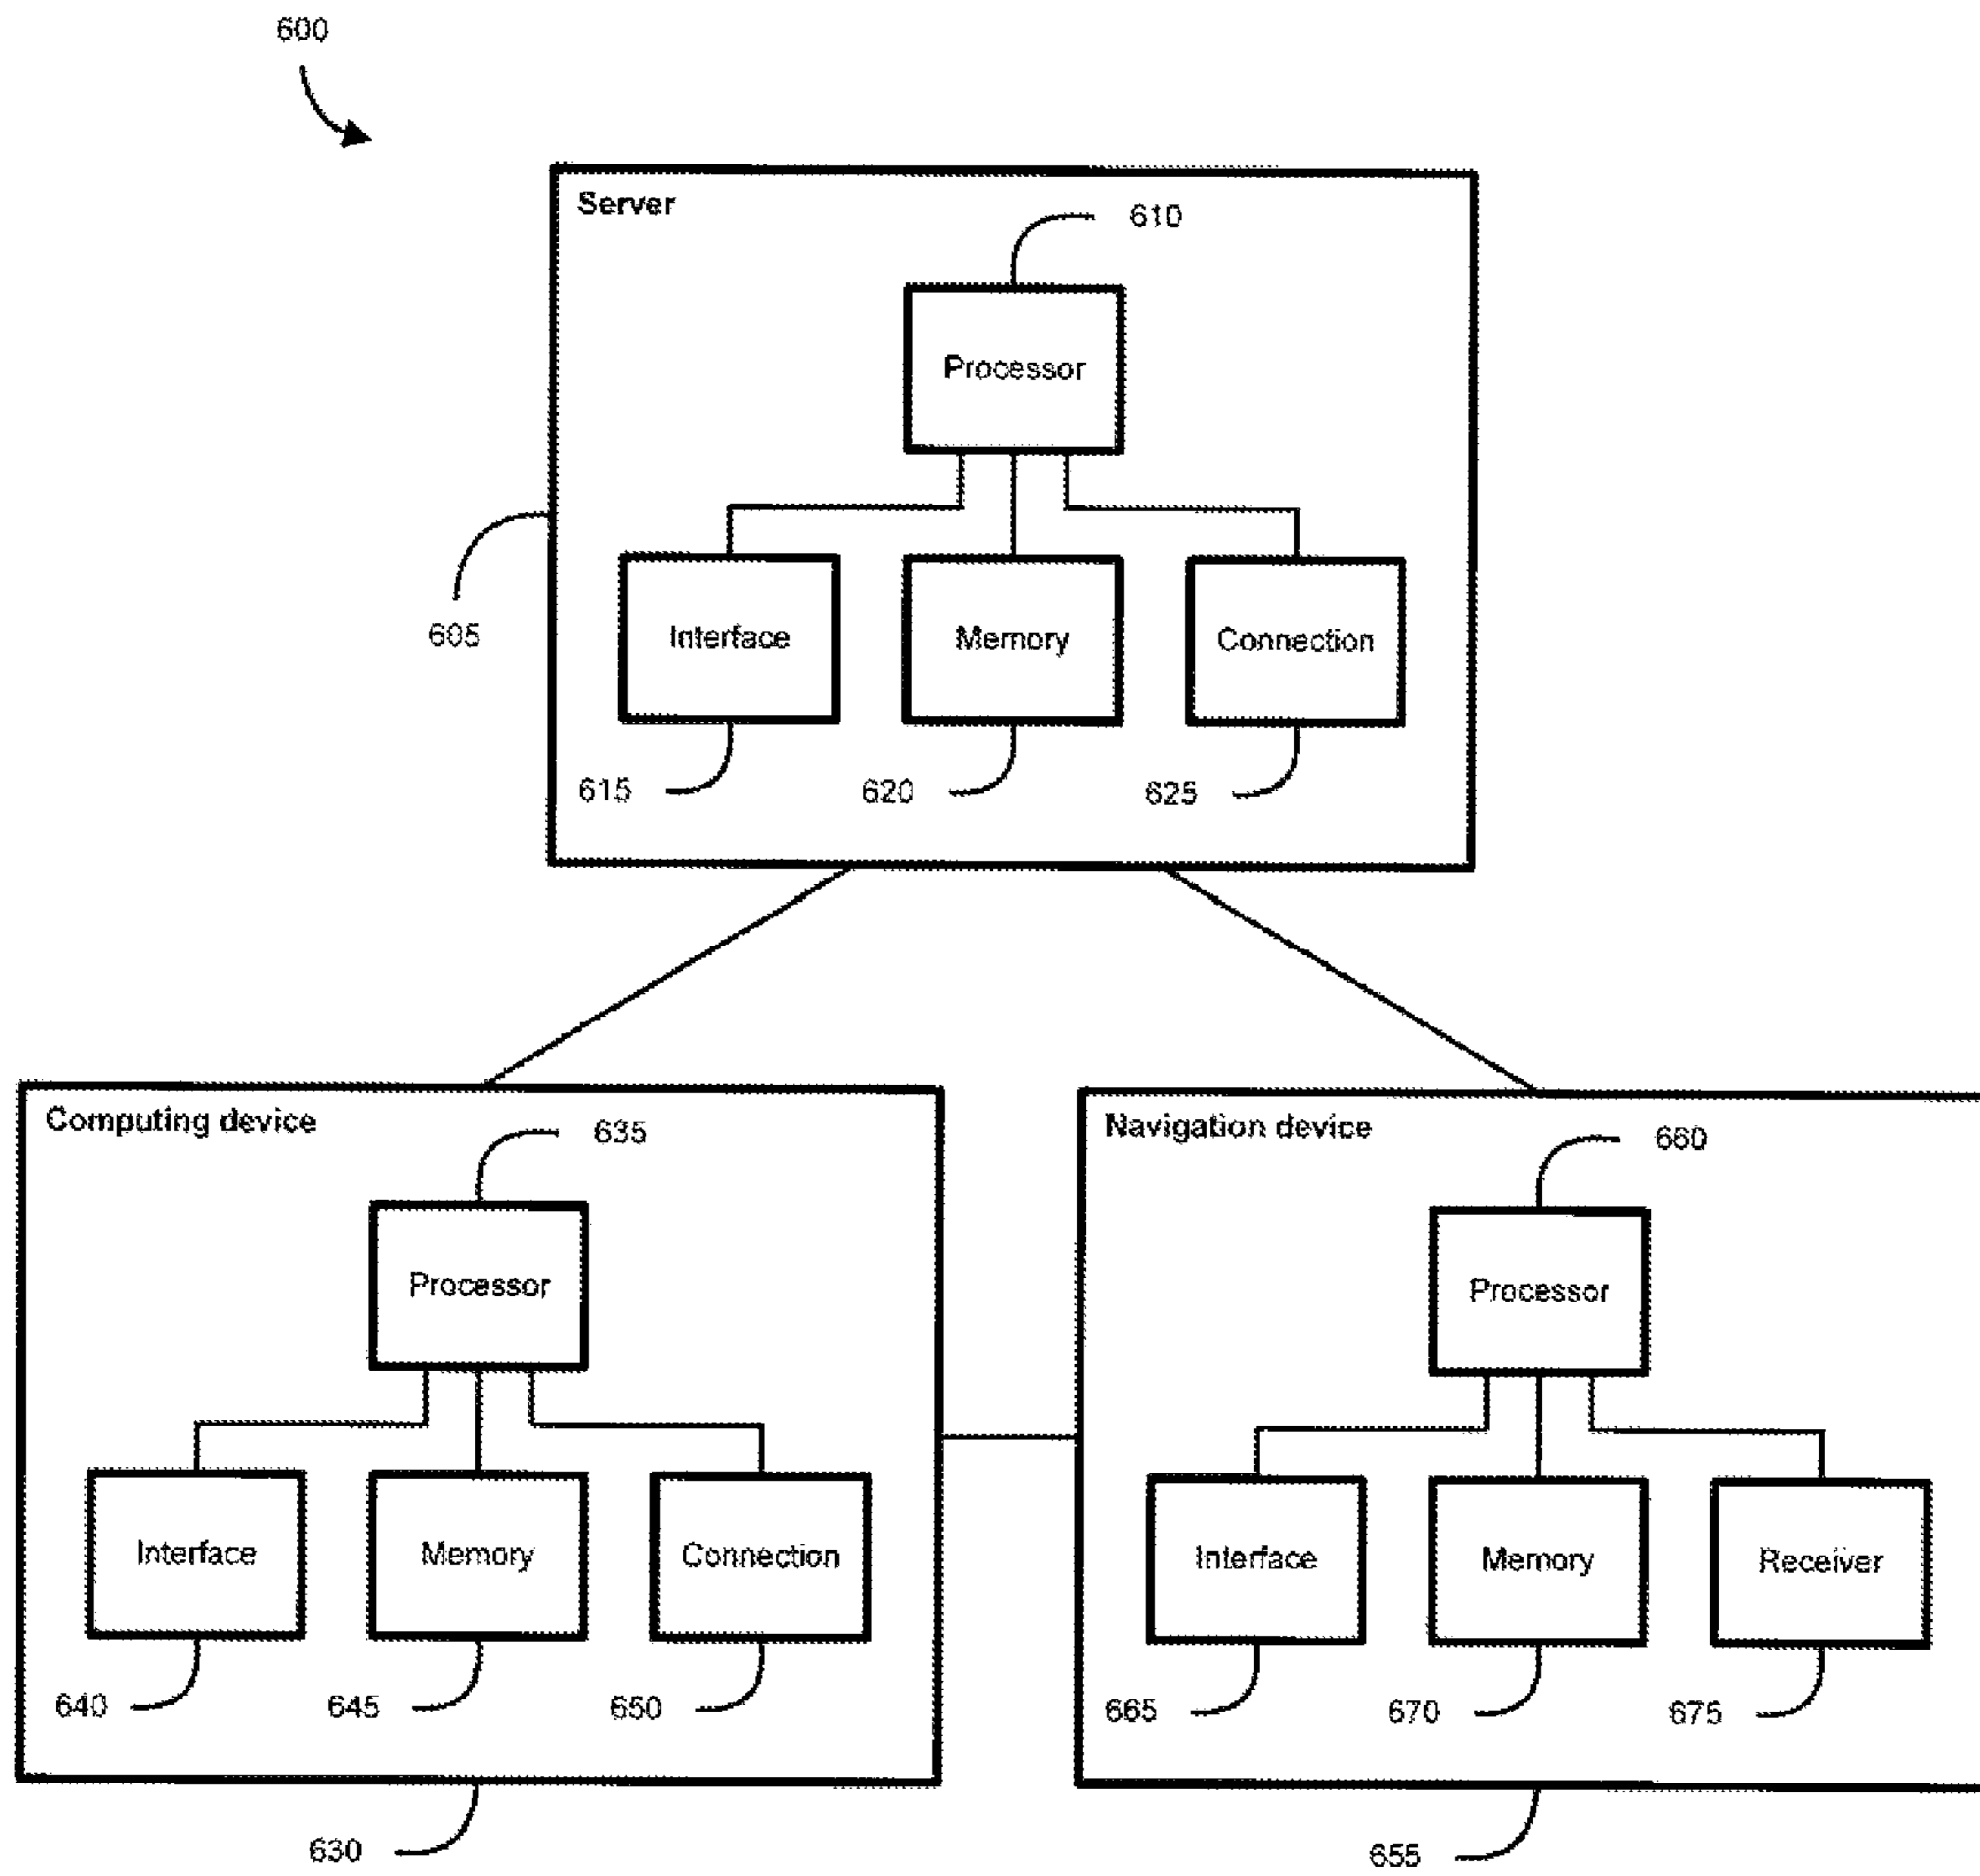 600
Server
610
Processor
605
Interface
Memory
Connection
615
620
625
Computing device
635
Processor
Interface
Memory
Connection
640
645
650
630
Navigation device
660
Processor
Interface
Memory
Receiver
665
670
675
655